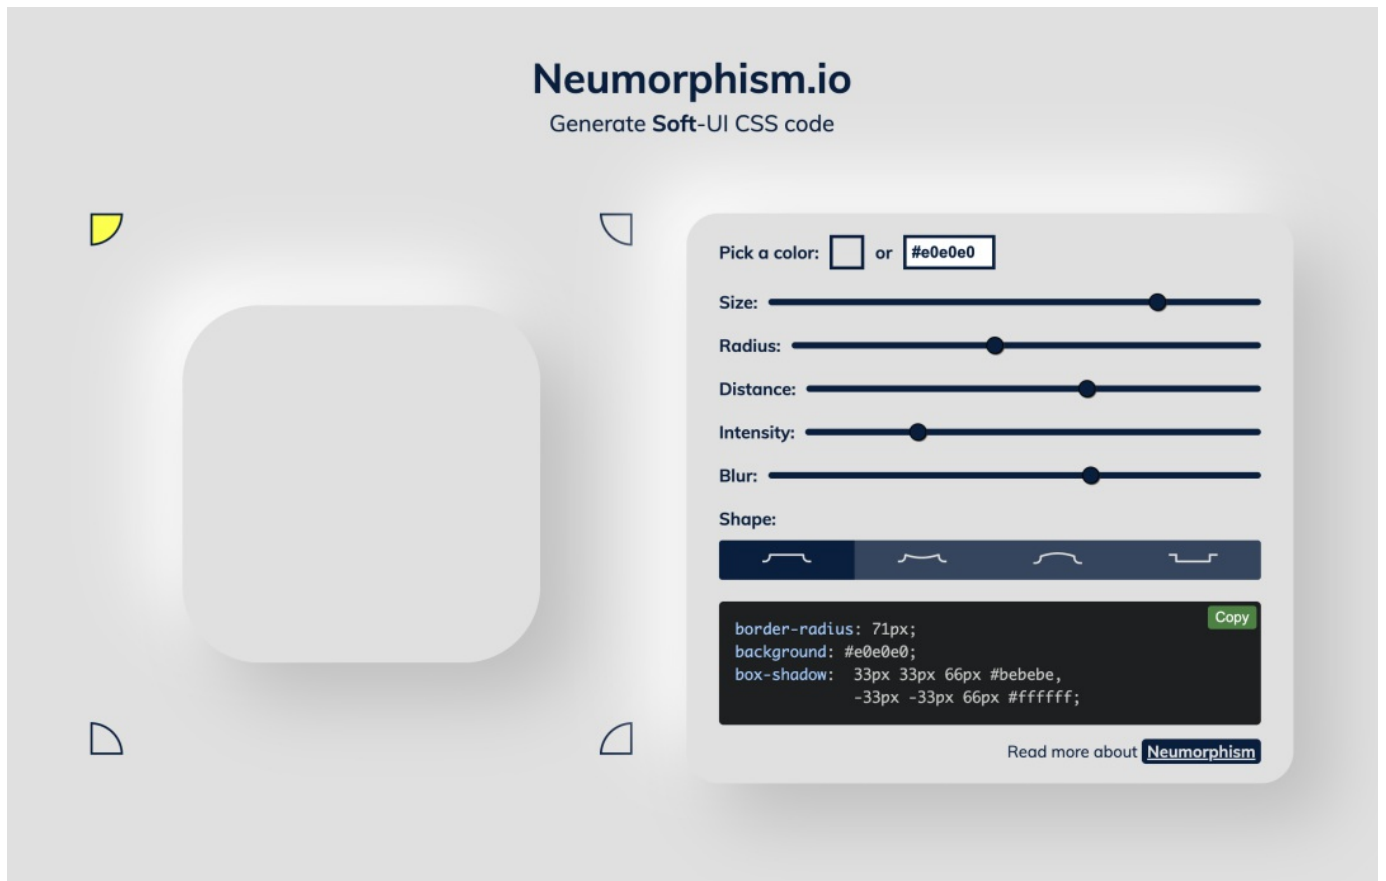 Neumorphism.io
Generate Soft-UI CSS code
Pick a color: or #e0e0e0
Size:
Radius:
Distance:
Intensity:
Blur:
Shape:
Copy
border-radius: 71px;
background: #e0e0e0;
box-shadow: 33px 33px 66px #bebebe,
-33px -33px 66px #ffffff;
Read more about Neumorphism